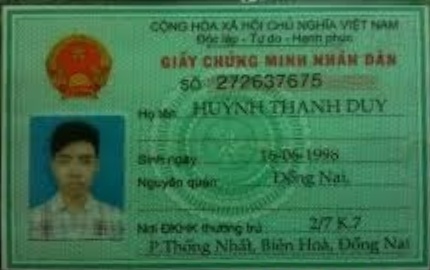 CỘNG HÒA XÃ HỘI CHỦ NGHĨA VIỆT NAM
Độc lập - Tự do - Hạnh phúc
GIẤY CHỨNG MINH NHÂN DÂN
SỐ 272637675
Họ tên HUỲNH THANH DUY
Sinh ngày 16-06-1998
Nguyên quán Đồng Nai
Nơi ĐKHK thường trú 2/7 K.7
P.Thống Nhất, Biên Hoà, Đồng Nai